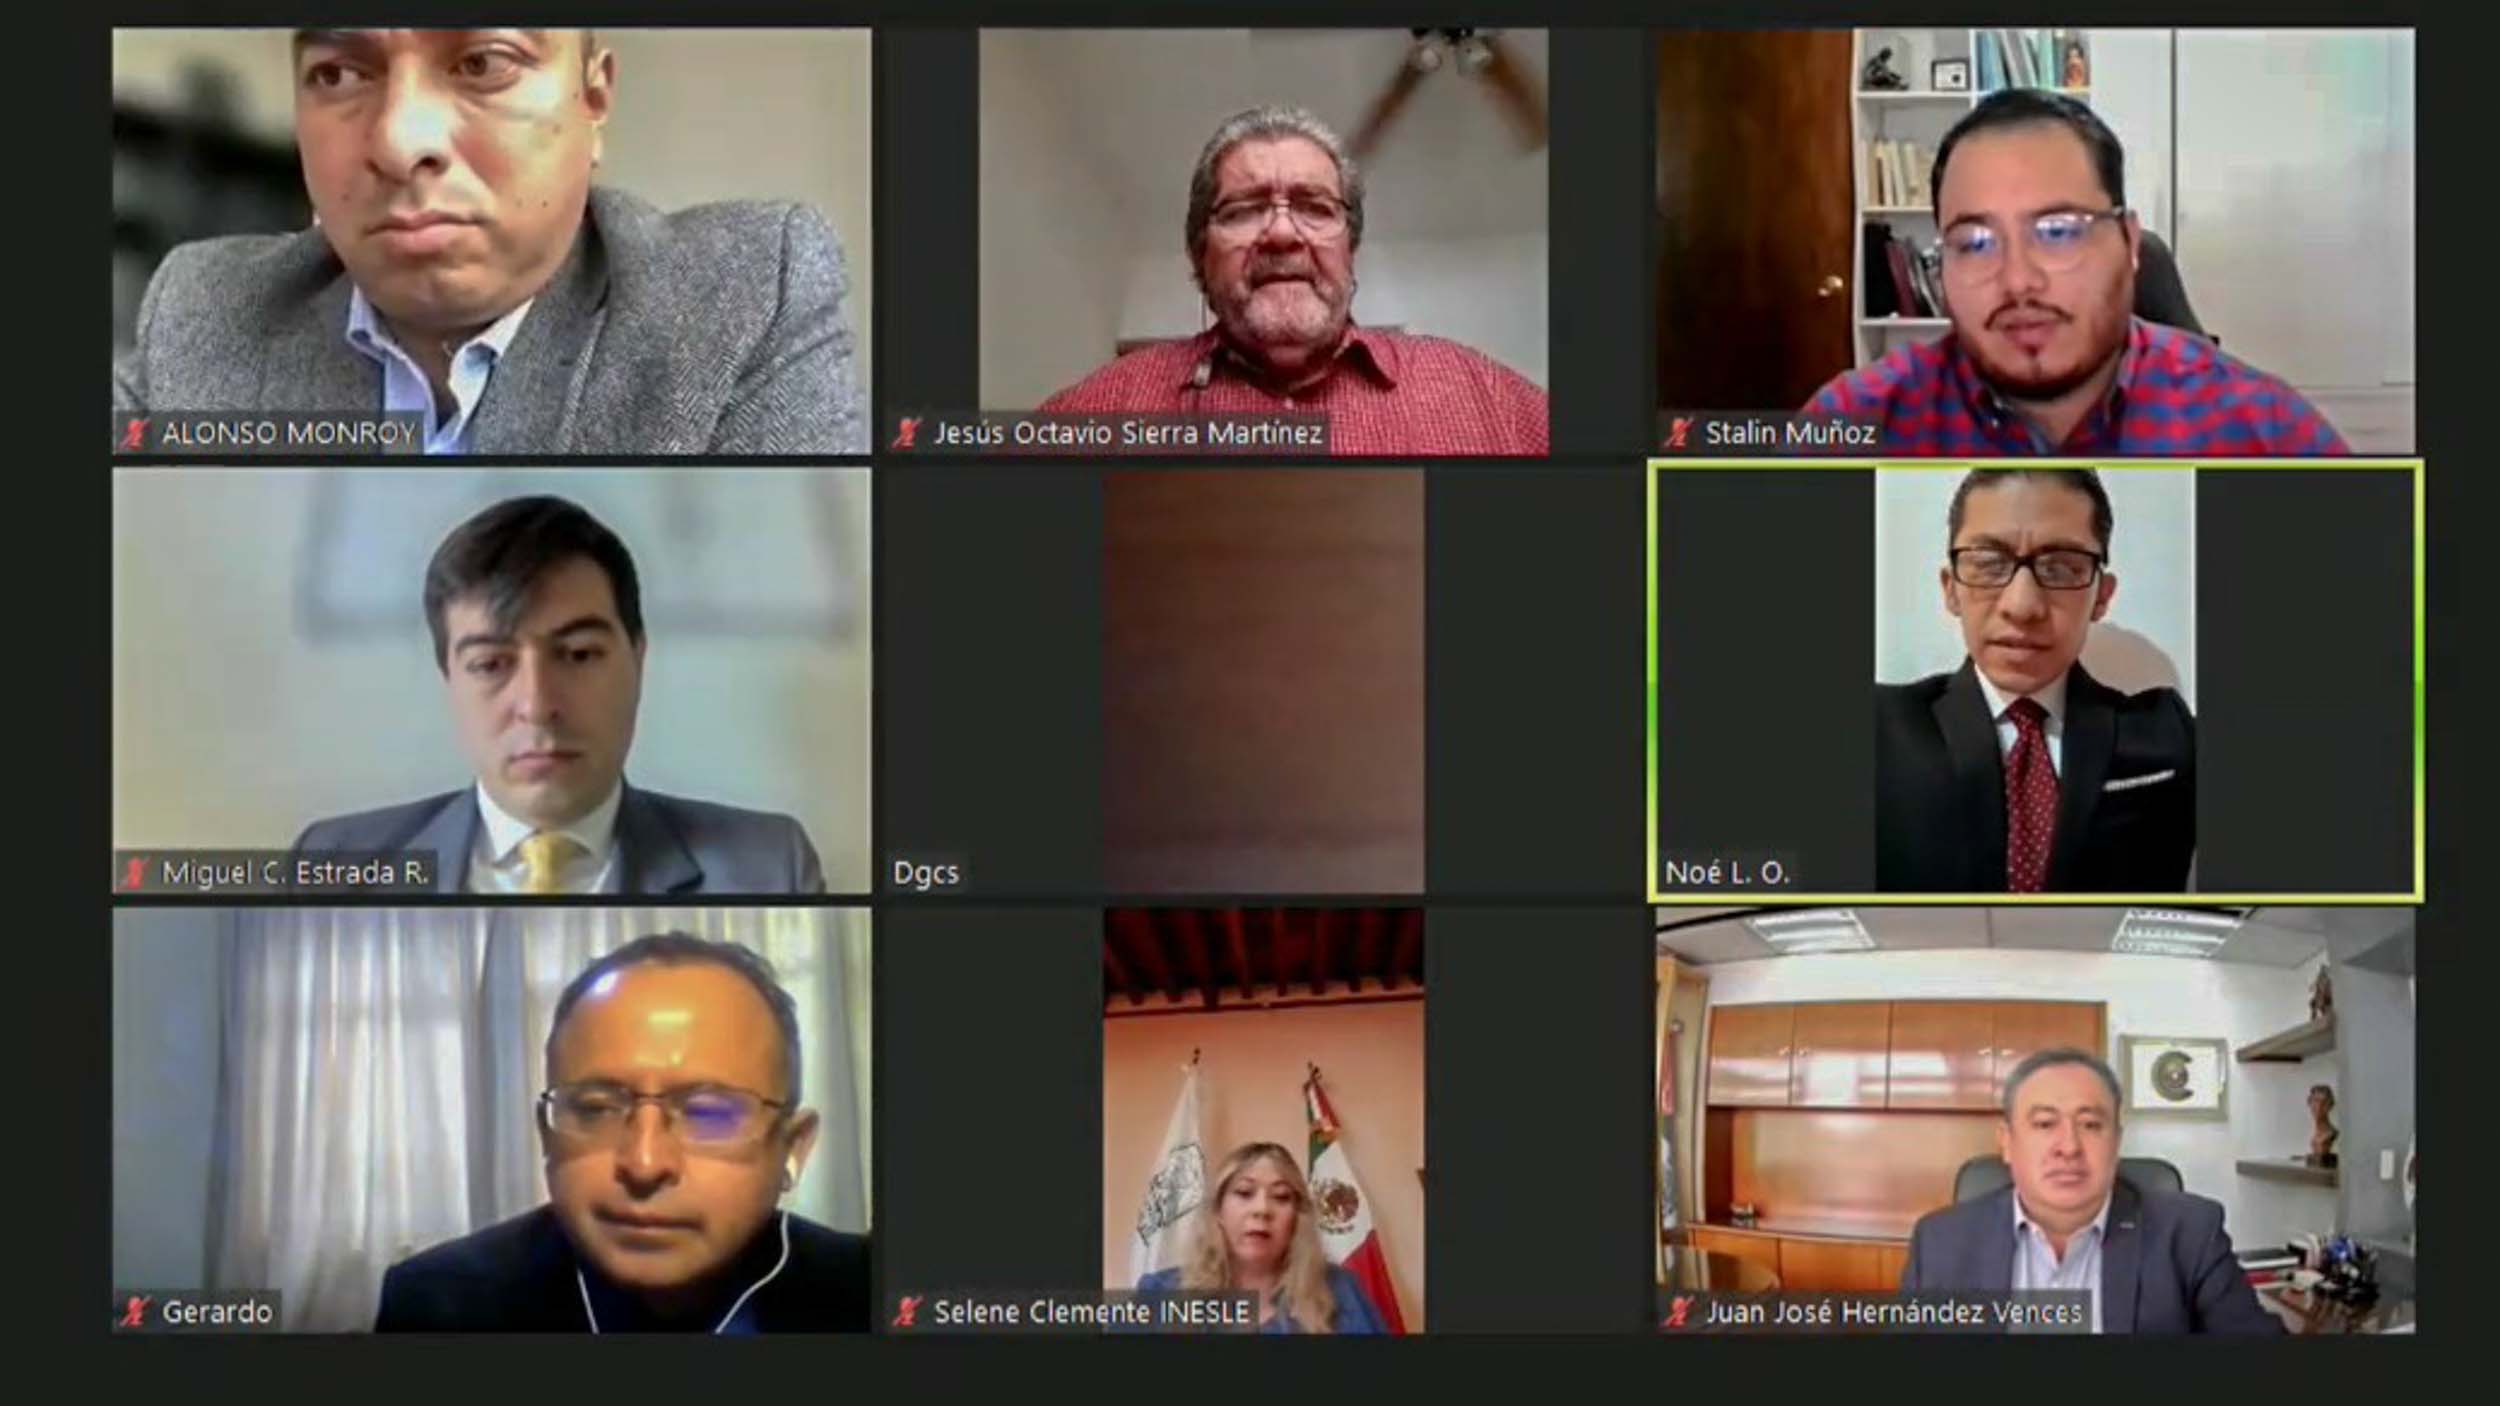 ALONSO MONROY
Jesús Octavio Sierra Martínez
Stalin Muñoz
Miguel C. Estrada R.
Dgcs
Noé L. O.
Gerardo
Selene Clemente INESLE
Juan José Hernández Vences